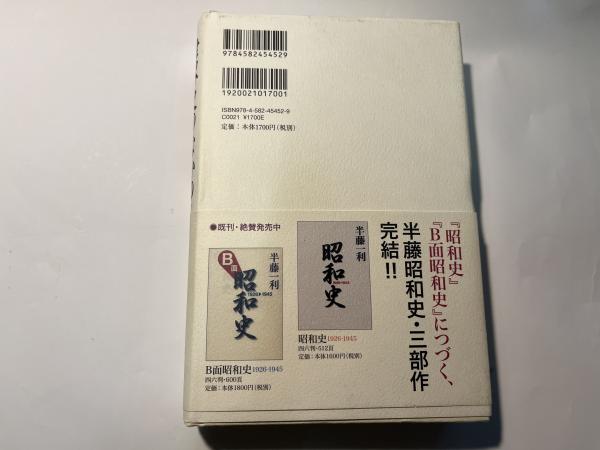 9784582454529
1920021017001
ISBN978-4-582-45452-9
C0021 ¥1700E
定価：本体1700円（税別）
『昭和史』
『B面昭和史』につづく、
半藤昭和史・三部作
完結!!
●既刊・絶賛発売中
半藤一利
昭和史
1926-1945
昭和史 1926-1945
四六判・512頁
定価：本体1600円（税別）
半藤一利
B面
昭和史
1926▶1945
B面昭和史 1926-1945
四六判・600頁
定価：本体1800円（税別）